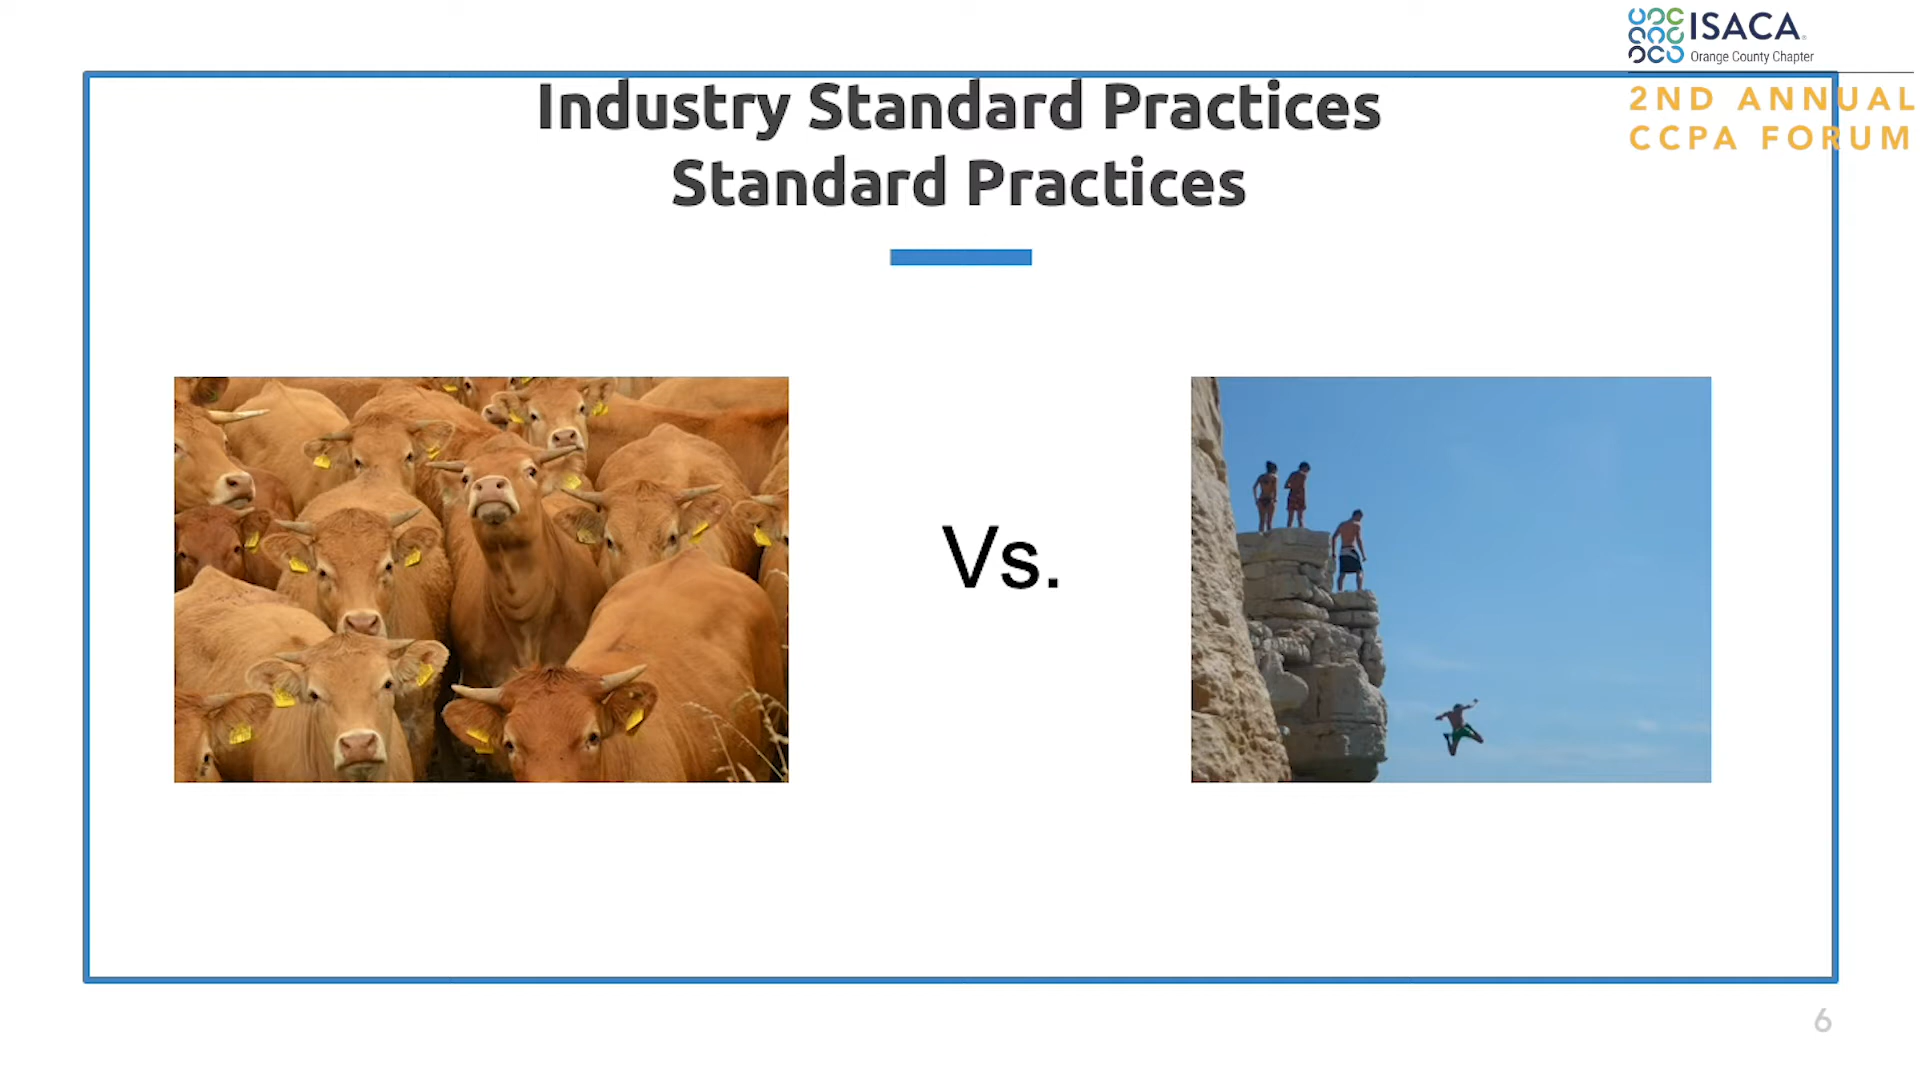 ISACA
Orange County Chapter
2ND ANNUAL
CCPA FORUM
Industry Standard Practices
Standard Practices
Vs.
6